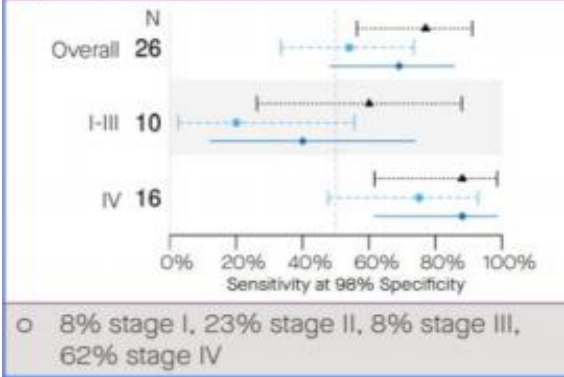 N
Overall 26
I-III 10
IV 16
0% 20% 40% 60% 80% 100%
Sensitivity at 98% Specificity
o 8% stage I, 23% stage II, 8% stage III,
62% stage IV